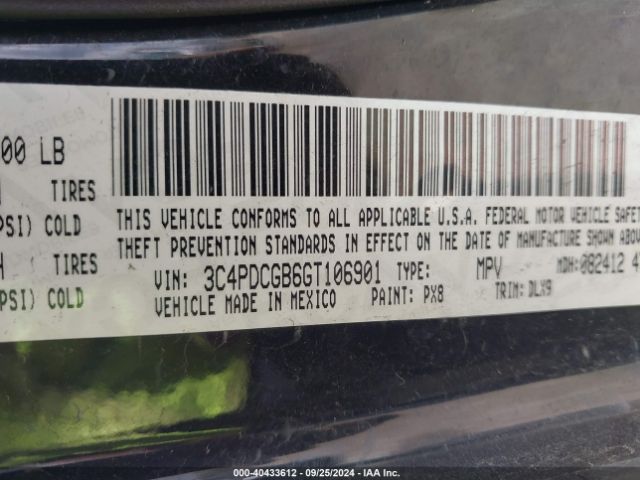 00 LB
TIRES
PSI) COLD
TIRES
PSI) COLD
THIS VEHICLE CONFORMS TO ALL APPLICABLE U.S.A. FEDERAL MOTOR VEHICLE SAFET
THEFT PREVENTION STANDARDS IN EFFECT ON THE DATE OF MANUFACTURE SHOWN ABOV
VIN: 3C4PDCGB6GT106901 TYPE: MPV MDH: 082412 4
VEHICLE MADE IN MEXICO PAINT: PX8 TRIM: DLX9
000-40433612 - 09/25/2024 - IAA Inc.